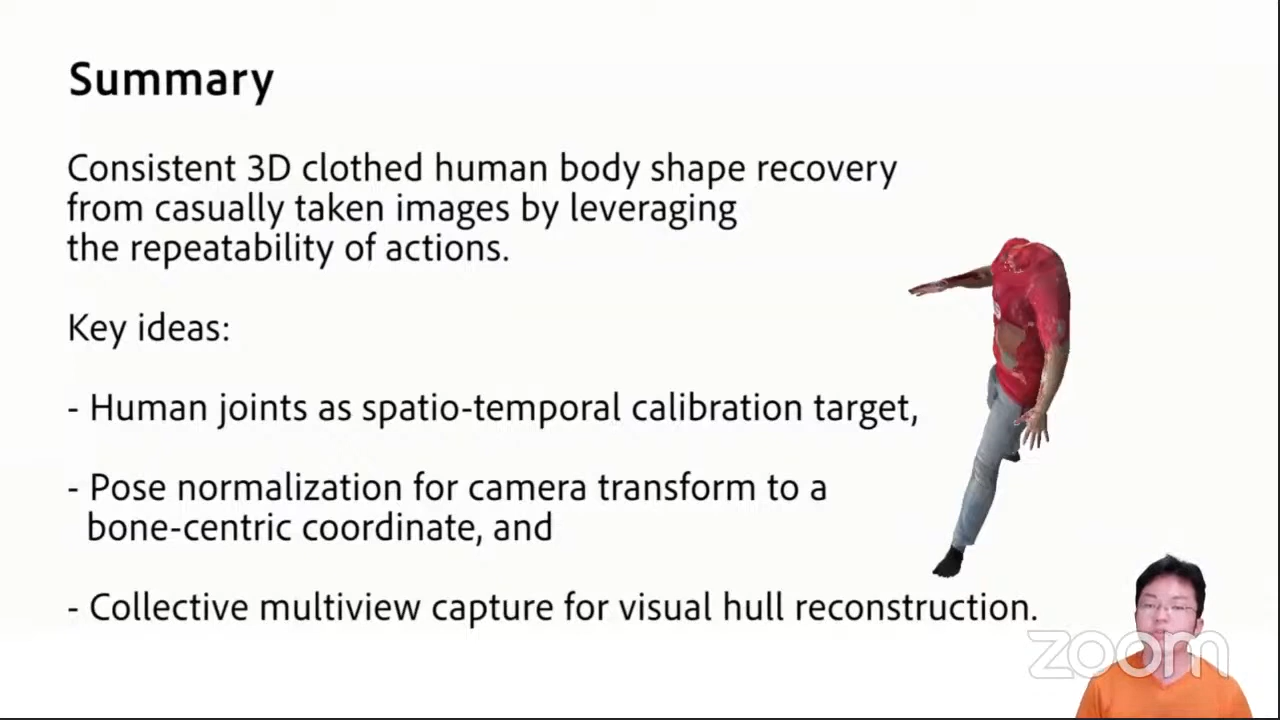 Summary
Consistent 3D clothed human body shape recovery
from casually taken images by leveraging
the repeatability of actions.
Key ideas:
- Human joints as spatio-temporal calibration target,
- Pose normalization for camera transform to a
bone-centric coordinate, and
- Collective multiview capture for visual hull reconstruction.
zoom